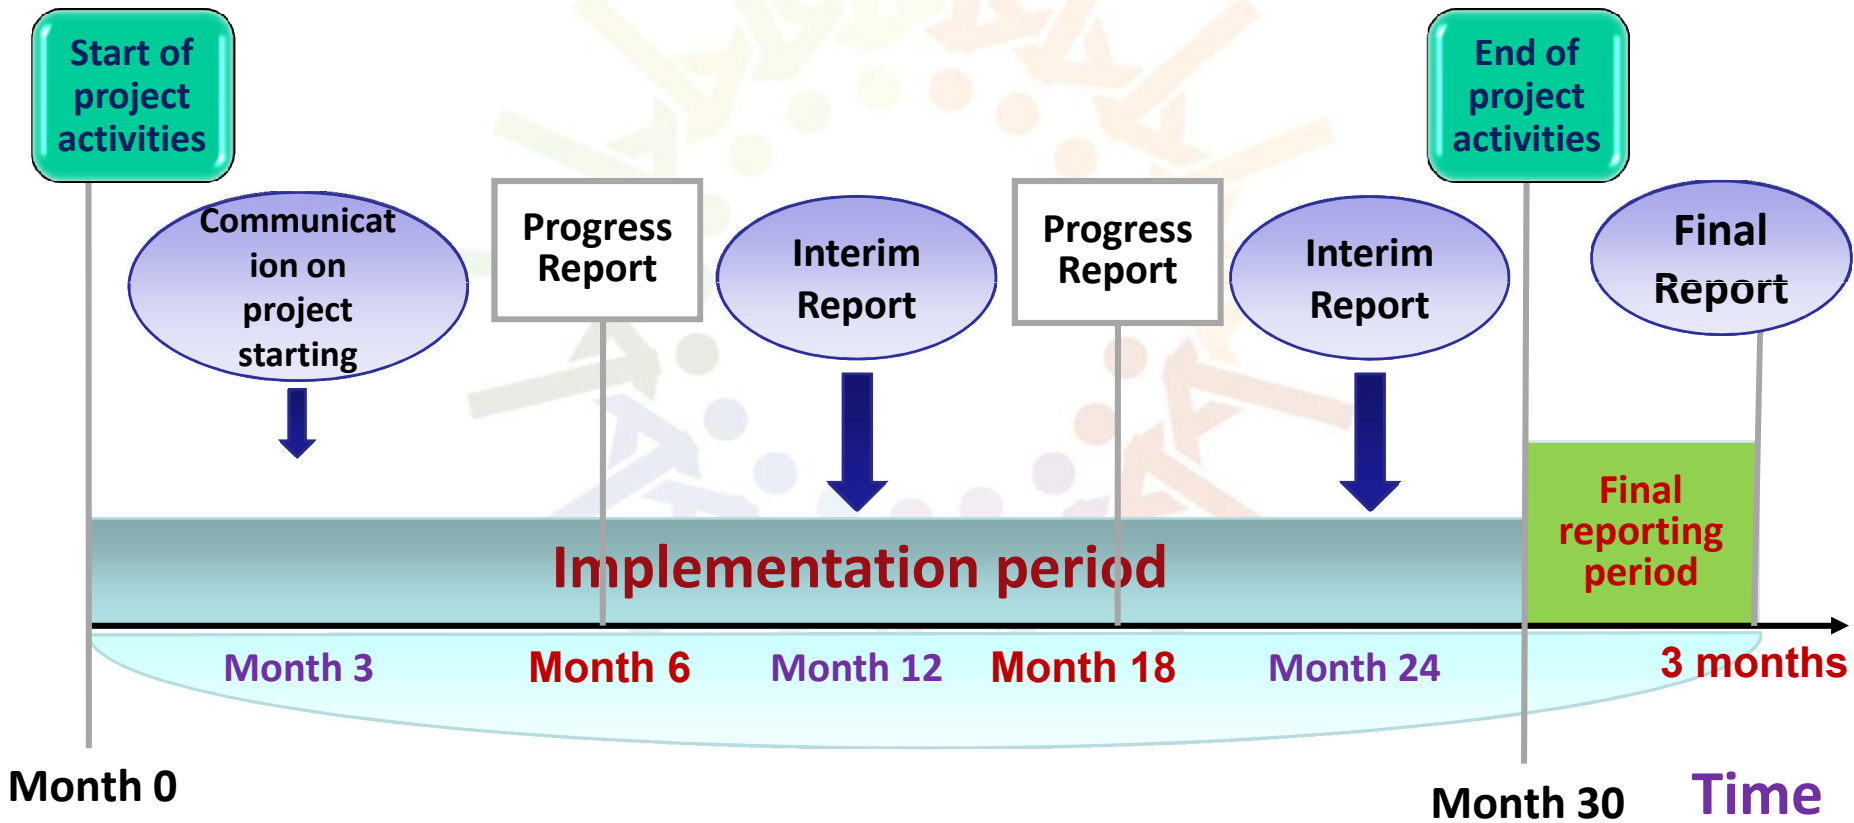 Start of
project
activities
End of
project
activities
Communicat
ion on
project
starting
Progress
Report
Interim
Report
Progress
Report
Interim
Report
Final
Report
Implementation period
Final
reporting
period
Month 3
Month 6
Month 12
Month 18
Month 24
3 months
Month 0
Month 30
Time